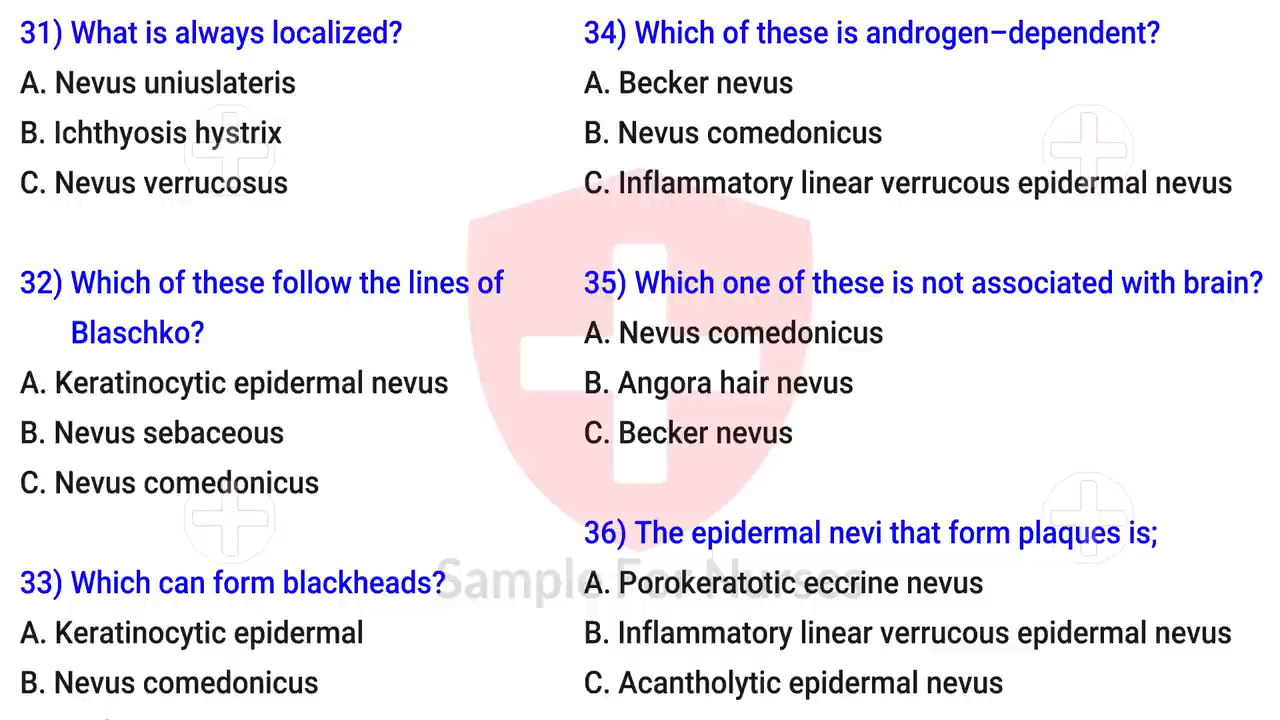 31) What is always localized?
A. Nevus uniuslateris
B. Ichthyosis hystrix
C. Nevus verrucosus
32) Which of these follow the lines of
Blaschko?
A. Keratinocytic epidermal nevus
B. Nevus sebaceous
C. Nevus comedonicus
33) Which can form blackheads?
A. Keratinocytic epidermal
B. Nevus comedonicus
34) Which of these is androgen–dependent?
A. Becker nevus
B. Nevus comedonicus
C. Inflammatory linear verrucous epidermal nevus
35) Which one of these is not associated with brain?
A. Nevus comedonicus
B. Angora hair nevus
C. Becker nevus
36) The epidermal nevi that form plaques is;
A. Porokeratotic eccrine nevus
B. Inflammatory linear verrucous epidermal nevus
C. Acantholytic epidermal nevus
Sample For Nurses